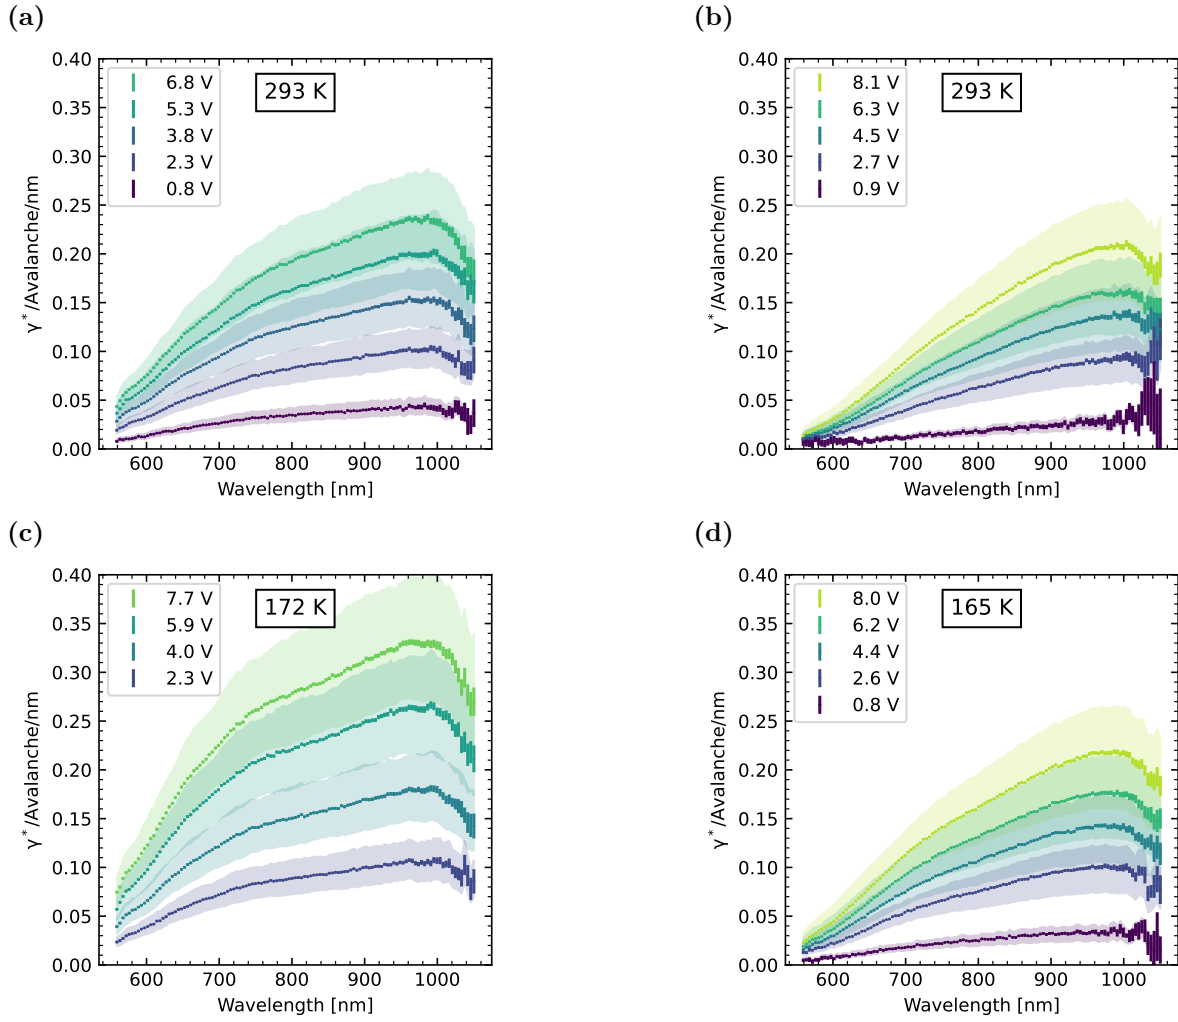 (a)
γ*/Avalanche/nm
0.40
0.35
0.30
0.25
0.20
0.15
0.10
0.05
0.00
6.8 V
5.3 V
3.8 V
2.3 V
0.8 V
293 K
600 700 800 900 1000
Wavelength [nm]
(b)
γ*/Avalanche/nm
0.40
0.35
0.30
0.25
0.20
0.15
0.10
0.05
0.00
8.1 V
6.3 V
4.5 V
2.7 V
0.9 V
293 K
600 700 800 900 1000
Wavelength [nm]
(c)
γ*/Avalanche/nm
0.40
0.35
0.30
0.25
0.20
0.15
0.10
0.05
0.00
7.7 V
5.9 V
4.0 V
2.3 V
172 K
600 700 800 900 1000
Wavelength [nm]
(d)
γ*/Avalanche/nm
0.40
0.35
0.30
0.25
0.20
0.15
0.10
0.05
0.00
8.0 V
6.2 V
4.4 V
2.6 V
0.8 V
165 K
600 700 800 900 1000
Wavelength [nm]